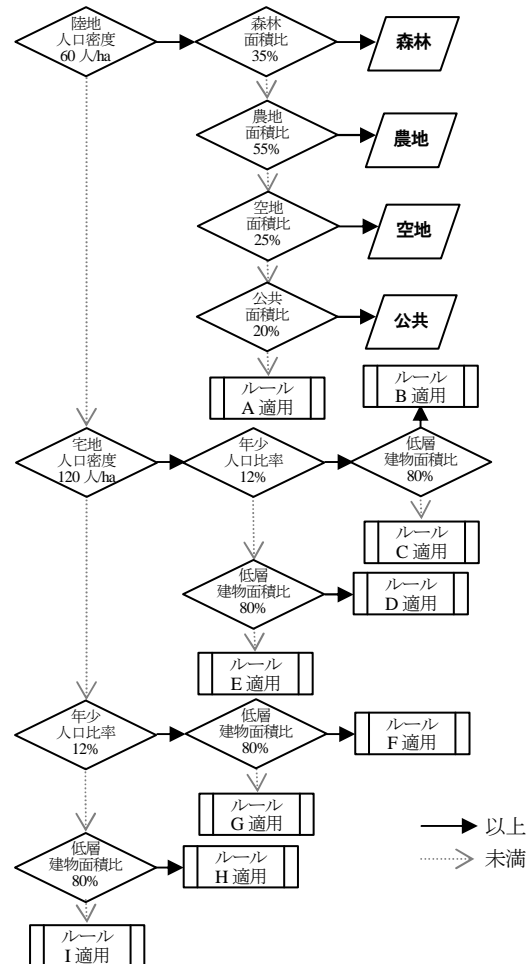 陸地
人口密度
60 人/ha
森林
面積比
35%
森林
農地
面積比
55%
農地
空地
面積比
25%
空地
公共
面積比
20%
公共
ルール
A 適用
ルール
B 適用
宅地
人口密度
120 人/ha
年少
人口比率
12%
低層
建物面積比
80%
ルール
C 適用
低層
建物面積比
80%
ルール
D 適用
ルール
E 適用
年少
人口比率
12%
低層
建物面積比
80%
ルール
F 適用
ルール
G 適用
以上
未満
低層
建物面積比
80%
ルール
H 適用
ルール
I 適用